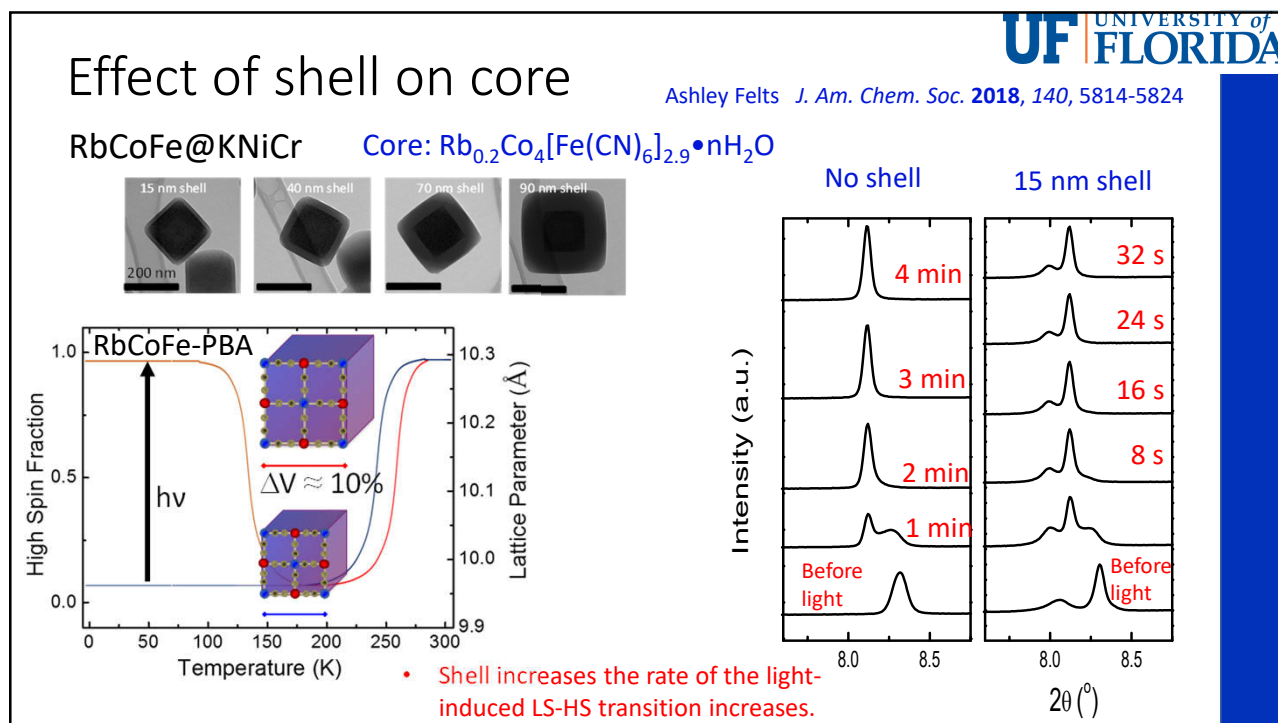 UF UNIVERSITY of
FLORIDA
Effect of shell on core
Ashley Felts J. Am. Chem. Soc. 2018, 140, 5814-5824
RbCoFe@KNiCr
Core: Rb₀.₂Co₄[Fe(CN)₆]₂.₉•nH₂O
15 nm shell
40 nm shell
70 nm shell
90 nm shell
200 nm
No shell
15 nm shell
RbCoFe-PBA
1.0
0.5
0.0
High Spin Fraction
hν
ΔV ≈ 10%
10.3
10.2
10.1
10.0
9.9
Lattice Parameter (Å)
0
50
100
150
200
250
300
Temperature (K)
Intensity (a.u.)
4 min
3 min
2 min
1 min
Before
light
32 s
24 s
16 s
8 s
Before
light
8.0
8.5
8.0
8.5
2θ (°)
• Shell increases the rate of the light-
induced LS-HS transition increases.